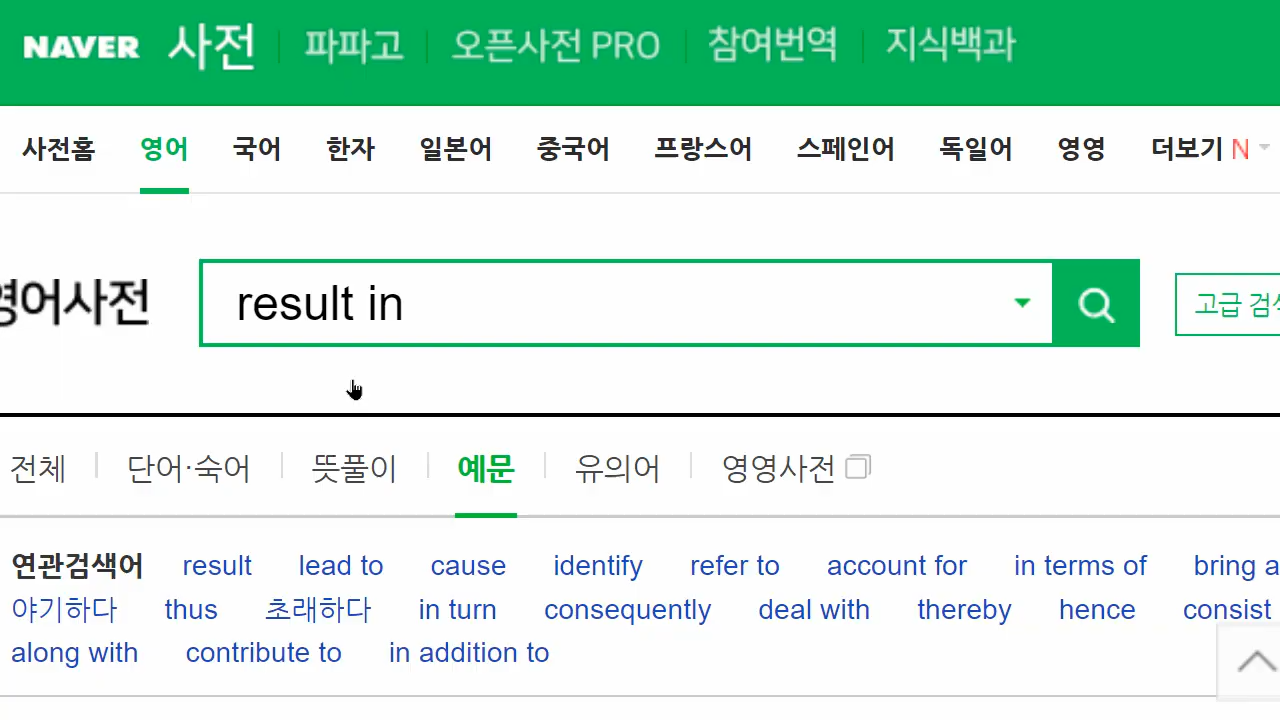 NAVER 사전 파파고 오픈사전 PRO 참여번역 지식백과
사전홈 영어 국어 한자 일본어 중국어 프랑스어 스페인어 독일어 영영 더보기 N
영어사전 result in 고급 검색
전체 단어·숙어 뜻풀이 예문 유의어 영영사전
연관검색어 result lead to cause identify refer to account for in terms of bring a
야기하다 thus 초래하다 in turn consequently deal with thereby hence consist
along with contribute to in addition to